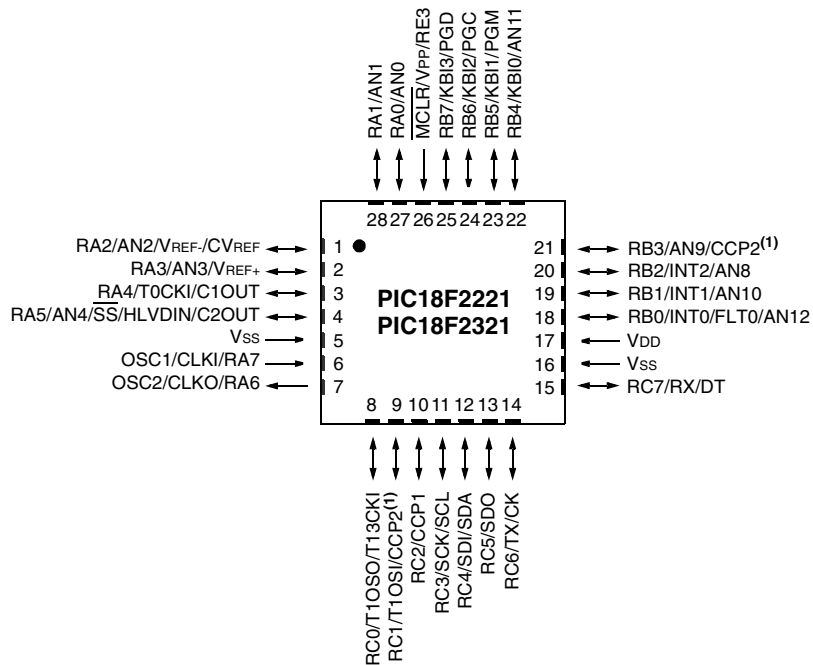 RA1/AN1
RA0/AN0
MCLR/VPP/RE3
RB7/KBI3/PGD
RB6/KBI2/PGC
RB5/KBI1/PGM
RB4/KBI0/AN11
28 27 26 25 24 23 22
RA2/AN2/VREF-/CVREF 1
RA3/AN3/VREF+ 2
RA4/T0CKI/C1OUT 3
RA5/AN4/SS/HLVDIN/C2OUT 4
VSS 5
OSC1/CLKI/RA7 6
OSC2/CLKO/RA6 7
PIC18F2221
PIC18F2321
21 RB3/AN9/CCP2(1)
20 RB2/INT2/AN8
19 RB1/INT1/AN10
18 RB0/INT0/FLT0/AN12
17 VDD
16 VSS
15 RC7/RX/DT
8 9 10 11 12 13 14
RC0/T1OSO/T13CKI
RC1/T1OSI/CCP2(1)
RC2/CCP1
RC3/SCK/SCL
RC4/SDI/SDA
RC5/SDO
RC6/TX/CK